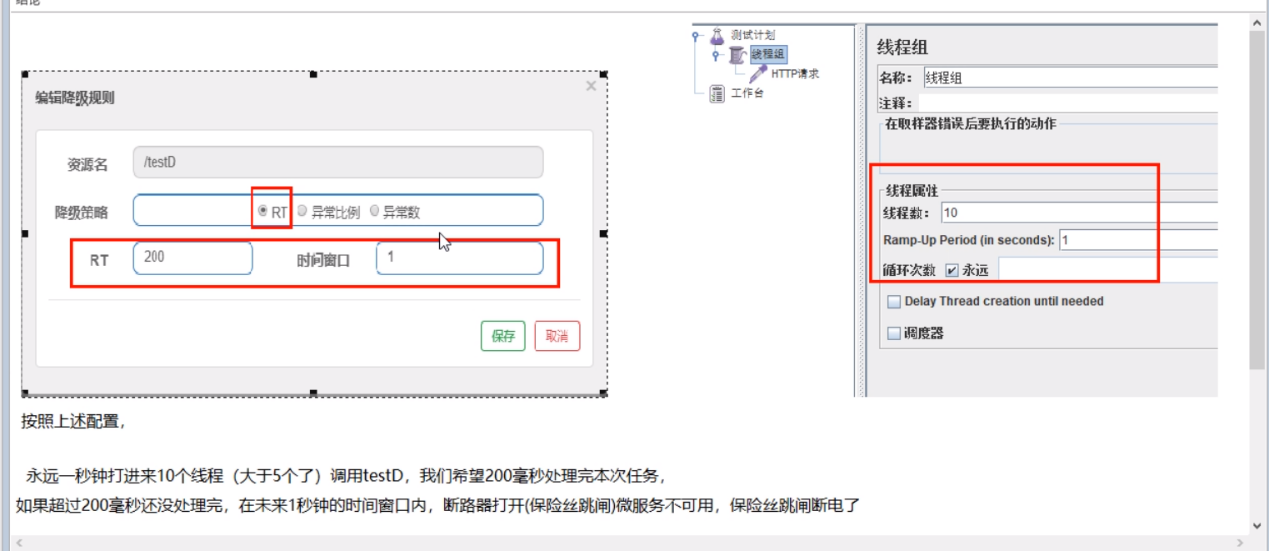 结论
编辑降级规则
×
资源名 /testD
降级策略 RT 异常比例 异常数
RT 200 时间窗口 1
保存 取消
测试计划
线程组
HTTP请求
工作台
线程组
名称： 线程组
注释：
在取样器错误后要执行的动作
线程属性
线程数： 10
Ramp-Up Period (in seconds): 1
循环次数 永远
Delay Thread creation until needed
调度器
按照上述配置，
永远一秒钟打进来10个线程（大于5个了）调用testD，我们希望200毫秒处理完本次任务，
如果超过200毫秒还没处理完，在未来1秒钟的时间窗口内，断路器打开(保险丝跳闸)微服务不可用，保险丝跳闸断电了